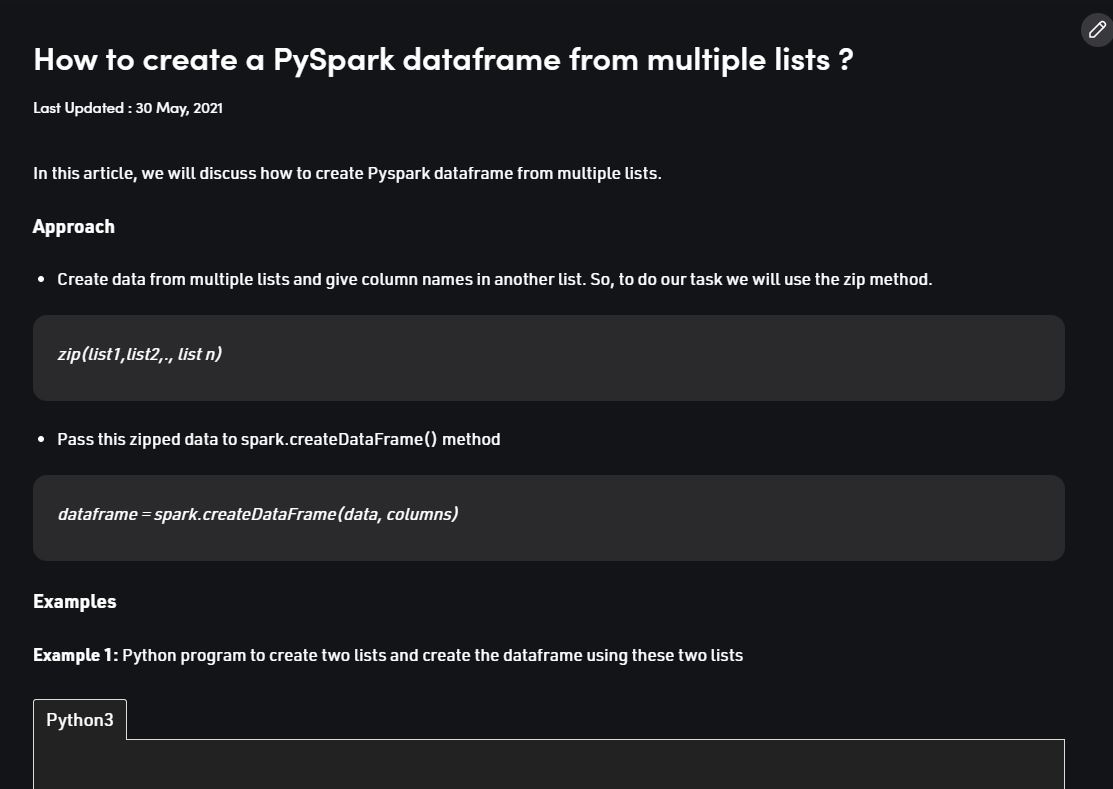 How to create a PySpark dataframe from multiple lists ?
Last Updated : 30 May, 2021
In this article, we will discuss how to create Pyspark dataframe from multiple lists.
Approach
• Create data from multiple lists and give column names in another list. So, to do our task we will use the zip method.
zip(list1,list2,., list n)
• Pass this zipped data to spark.createDataFrame() method
dataframe = spark.createDataFrame(data, columns)
Examples
Example 1: Python program to create two lists and create the dataframe using these two lists
Python3